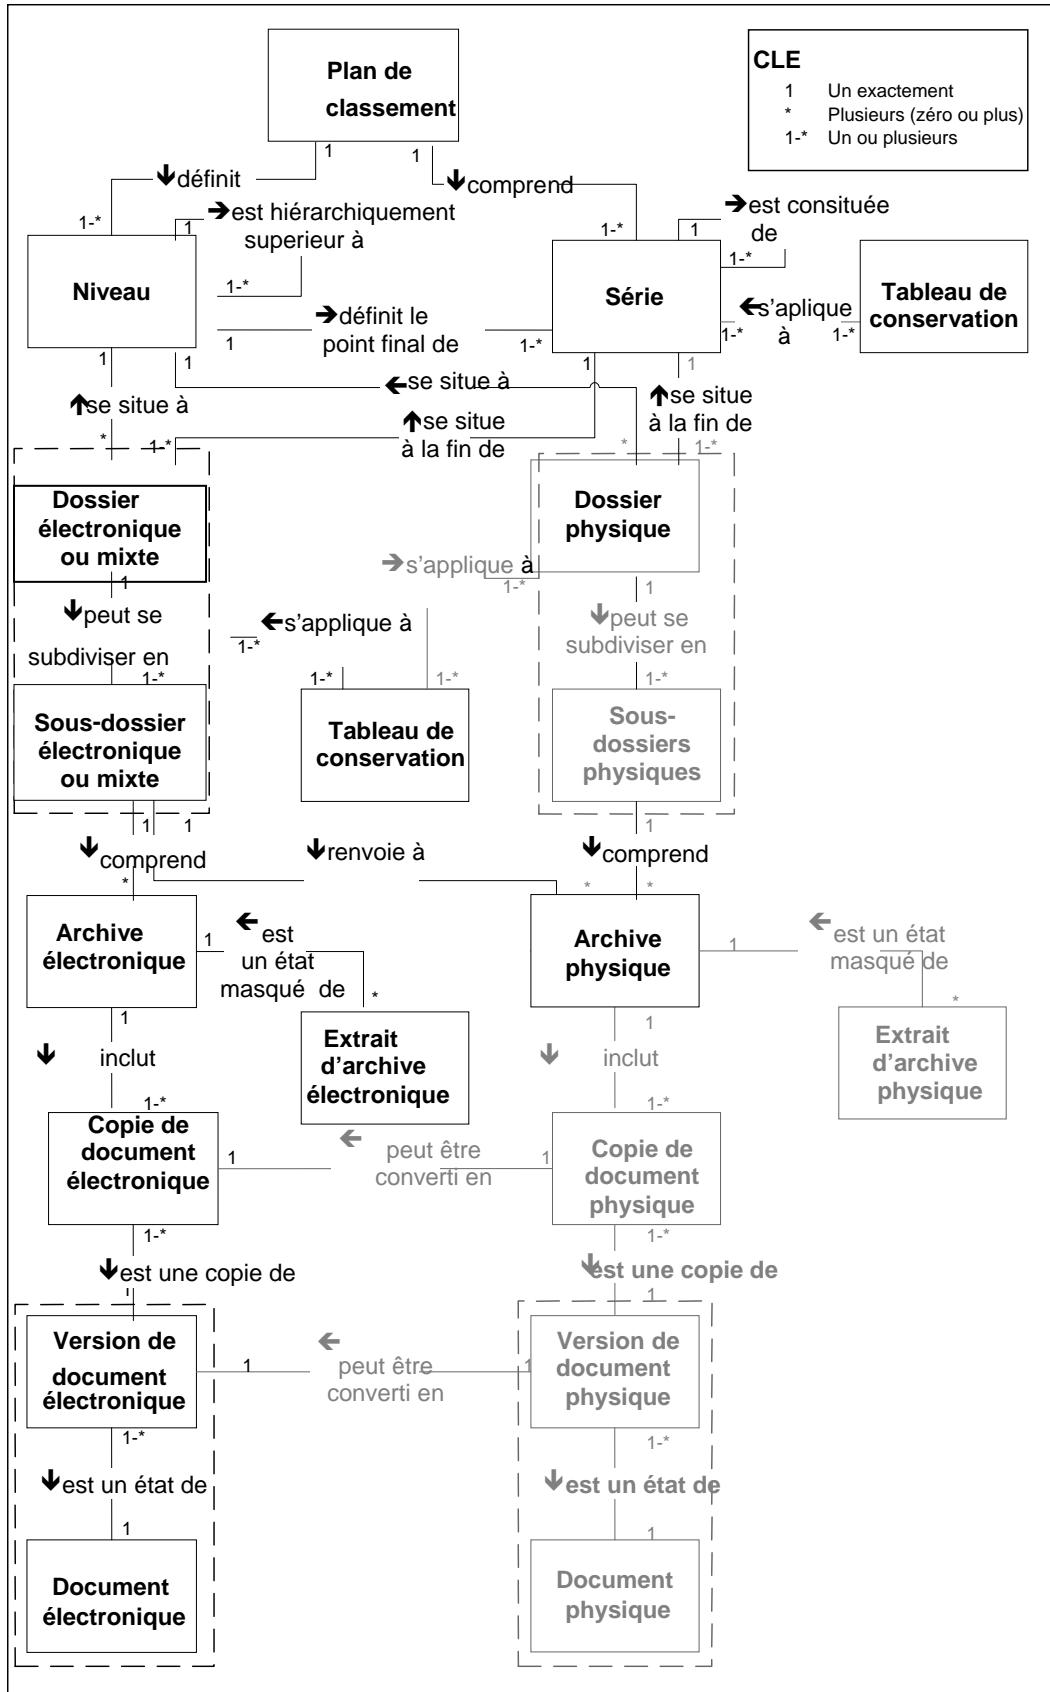 Plan de
classement
CLE
1 Un exactement
* Plusieurs (zéro ou plus)
1-* Un ou plusieurs
1
1
définit
comprend
1-*
1
est hiérarchiquement
superieur à
1-*
1
est consituée
de
Niveau
1-*
Série
1-*
Tableau de
conservation
1
définit le
point final de
1-*
1-*
s'aplique
à
1-*
1
1
1
1
se situe à
se situe à
se situe
à la fin de
se situe
à la fin de
*
1-*
*
1-*
Dossier
électronique
ou mixte
Dossier
physique
1
s'applique à
1-*
1
peut se
subdiviser en
s'applique à
1-*
peut se
subdiviser en
1-*
1-*
1-*
1-*
Sous-dossier
électronique
ou mixte
Tableau de
conservation
Sous-
dossiers
physiques
1
1
1
comprend
renvoie à
comprend
*
*
*
Archive
électronique
1
est
un état
masqué de
*
Archive
physique
1
est un état
masqué de
*
1
Extrait
d'archive
électronique
1
Extrait
d'archive
physique
inclut
inclut
1-*
1-*
Copie de
document
électronique
1
peut être
converti en
1
Copie de
document
physique
1-*
1-*
est une copie de
est une copie de
1
Version de
document
électronique
1
peut être
converti en
1
Version de
document
physique
1-*
1-*
est un état de
est un état de
1
1
Document
électronique
Document
physique